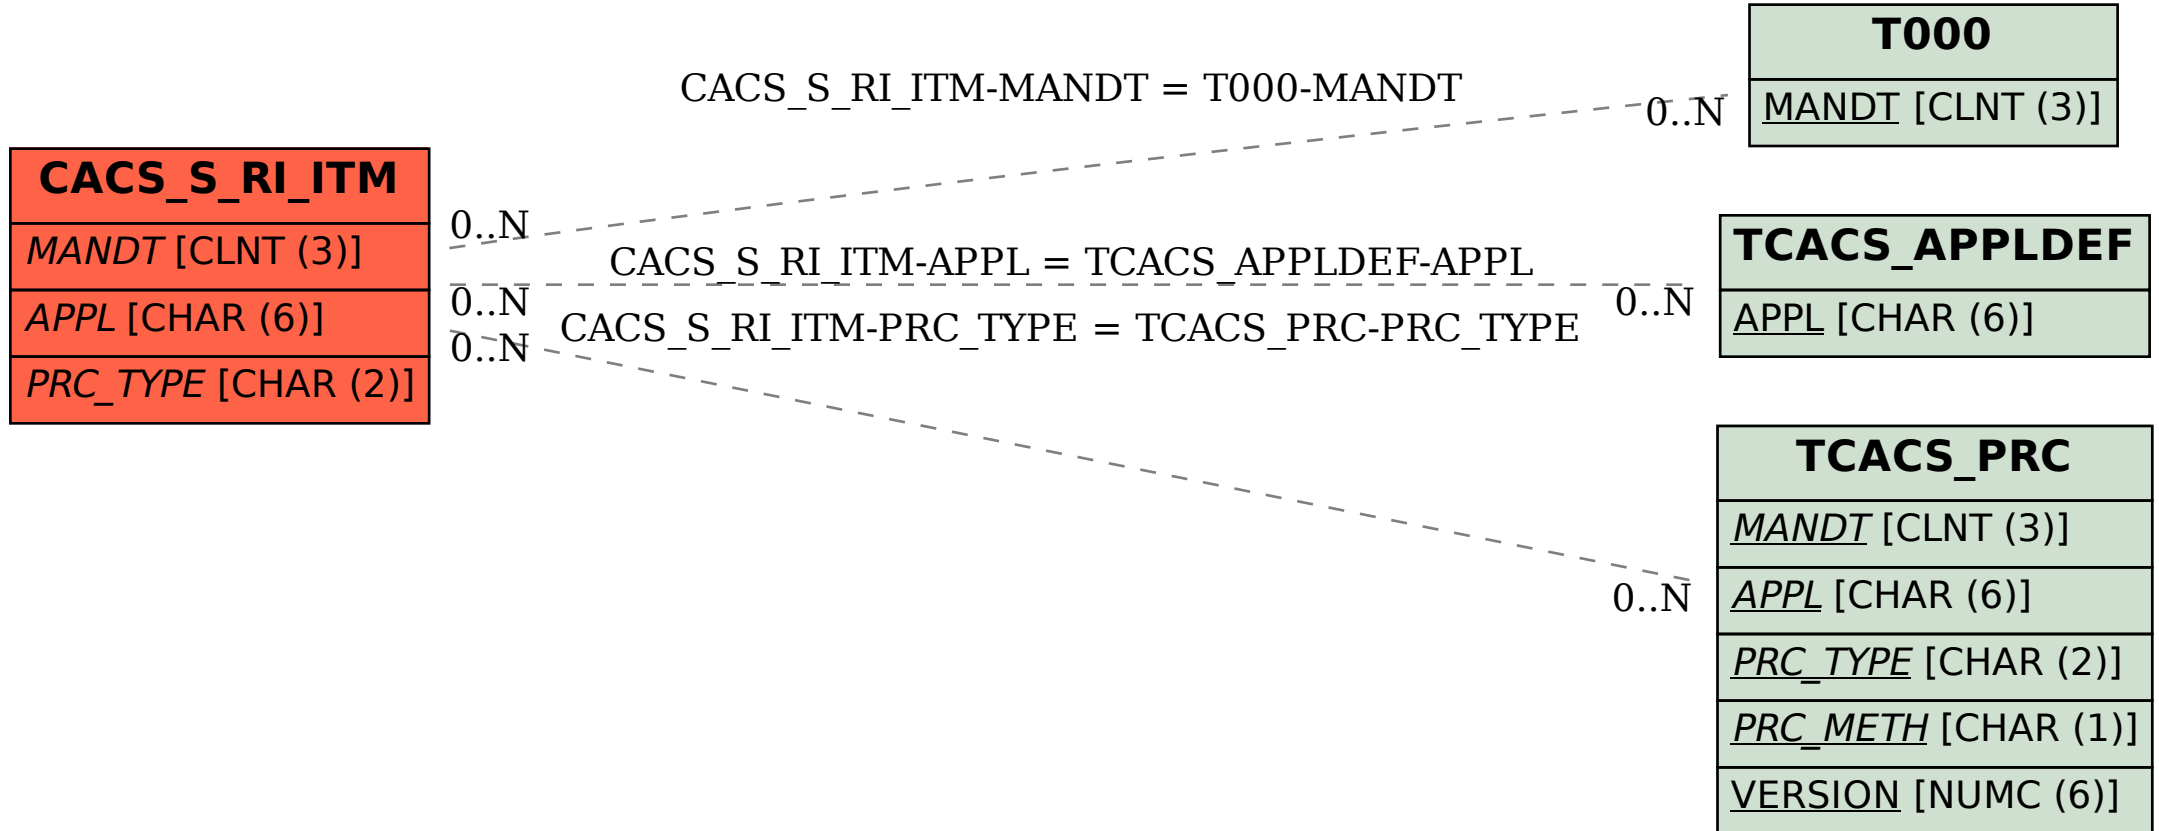 CACS_S_RI_ITM
MANDT [CLNT (3)]
APPL [CHAR (6)]
PRC_TYPE [CHAR (2)]
CACS_S_RI_ITM-MANDT = T000-MANDT
0..N
0..N
CACS_S_RI_ITM-APPL = TCACS_APPLDEF-APPL
0..N
0..N
CACS_S_RI_ITM-PRC_TYPE = TCACS_PRC-PRC_TYPE
0..N
0..N
T000
MANDT [CLNT (3)]
TCACS_APPLDEF
APPL [CHAR (6)]
TCACS_PRC
MANDT [CLNT (3)]
APPL [CHAR (6)]
PRC_TYPE [CHAR (2)]
PRC_METH [CHAR (1)]
VERSION [NUMC (6)]